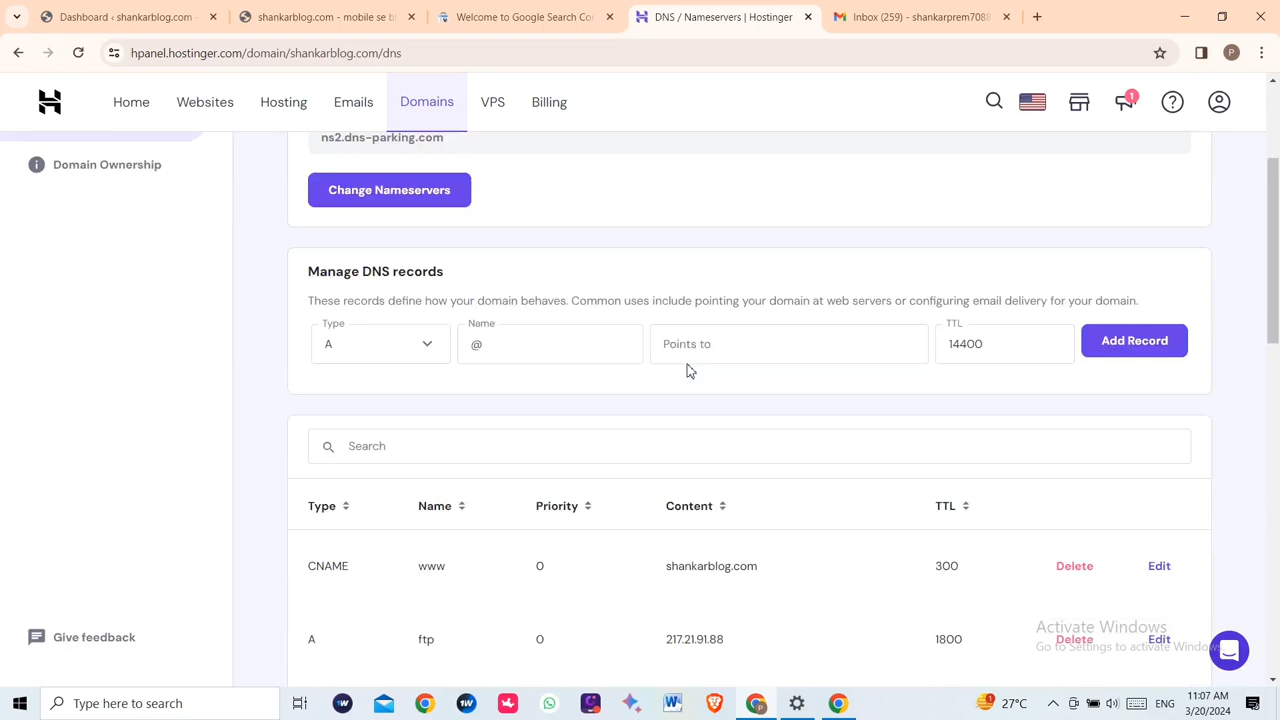 Dashboard ‹ shankarblog.com -
shankarblog.com - mobile se b
Welcome to Google Search Con
DNS / Nameservers | Hostinger
Inbox (259) - shankarprem7088
hpanel.hostinger.com/domain/shankarblog.com/dns
P
Home
Websites
Hosting
Emails
Domains
VPS
Billing
1
ns2.dns-parking.com
Domain Ownership
Change Nameservers
Manage DNS records
These records define how your domain behaves. Common uses include pointing your domain at web servers or configuring email delivery for your domain.
Type
Name
TTL
A
@
Points to
14400
Add Record
Search
Type
Name
Priority
Content
TTL
CNAME
www
0
shankarblog.com
300
Delete
Edit
A
ftp
0
217.21.91.88
1800
Delete
Edit
Activate Windows
Go to Settings to activate Windows.
Give feedback
Type here to search
27°C
ENG
11:07 AM
3/20/2024